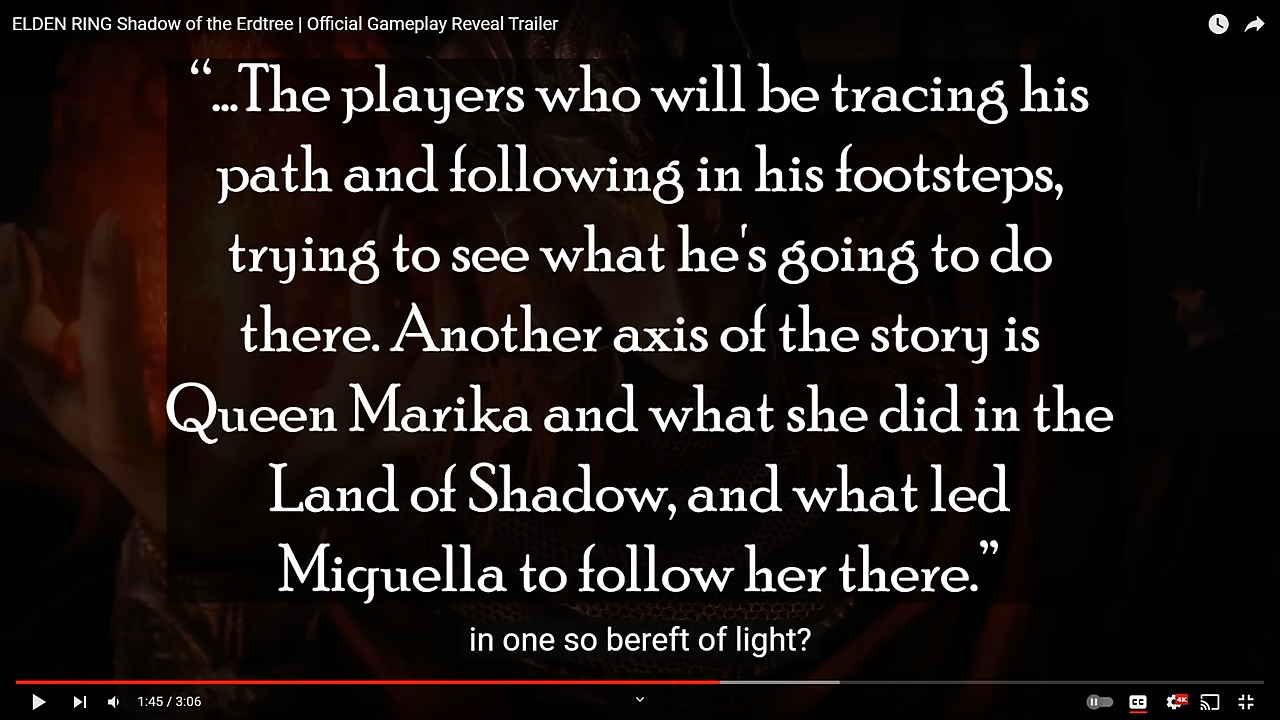 ELDEN RING Shadow of the Erdtree | Official Gameplay Reveal Trailer
“...The players who will be tracing his
path and following in his footsteps,
trying to see what he's going to do
there. Another axis of the story is
Queen Marika and what she did in the
Land of Shadow, and what led
Miquella to follow her there.”
in one so bereft of light?
1:45 / 3:06
CC
4K